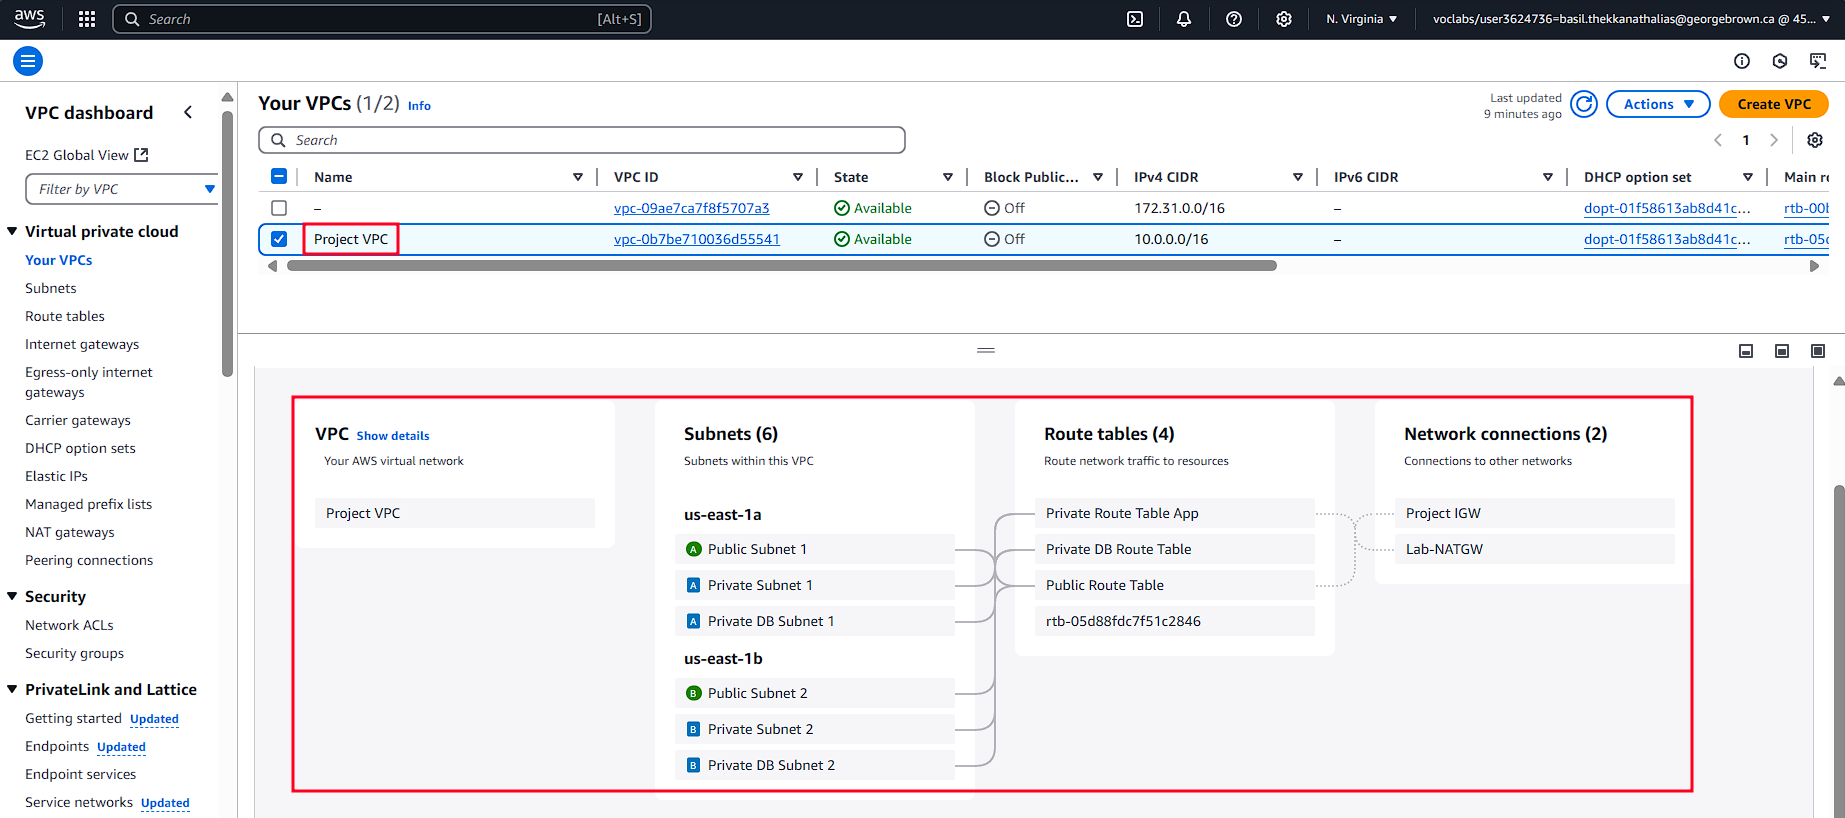 aws
Search [Alt+S]
N. Virginia
voclabs/user3624736=basil.thekkanathalias@georgebrown.ca @ 45...
VPC dashboard
EC2 Global View
Filter by VPC
Virtual private cloud
Your VPCs
Subnets
Route tables
Internet gateways
Egress-only internet
gateways
Carrier gateways
DHCP option sets
Elastic IPs
Managed prefix lists
NAT gateways
Peering connections
Security
Network ACLs
Security groups
PrivateLink and Lattice
Getting started Updated
Endpoints Updated
Endpoint services
Service networks Updated
Your VPCs (1/2) Info
Last updated
9 minutes ago
Actions
Create VPC
Search
1
Name VPC ID State Block Public... IPv4 CIDR IPv6 CIDR DHCP option set Main ro
– vpc-09ae7ca7f8f5707a3 Available Off 172.31.0.0/16 – dopt-01f58613ab8d41c... rtb-00b
Project VPC vpc-0b7be710036d55541 Available Off 10.0.0.0/16 – dopt-01f58613ab8d41c... rtb-05d
VPC Show details
Your AWS virtual network
Project VPC
Subnets (6)
Subnets within this VPC
us-east-1a
A Public Subnet 1
A Private Subnet 1
A Private DB Subnet 1
us-east-1b
B Public Subnet 2
B Private Subnet 2
B Private DB Subnet 2
Route tables (4)
Route network traffic to resources
Private Route Table App
Private DB Route Table
Public Route Table
rtb-05d88fdc7f51c2846
Network connections (2)
Connections to other networks
Project IGW
Lab-NATGW